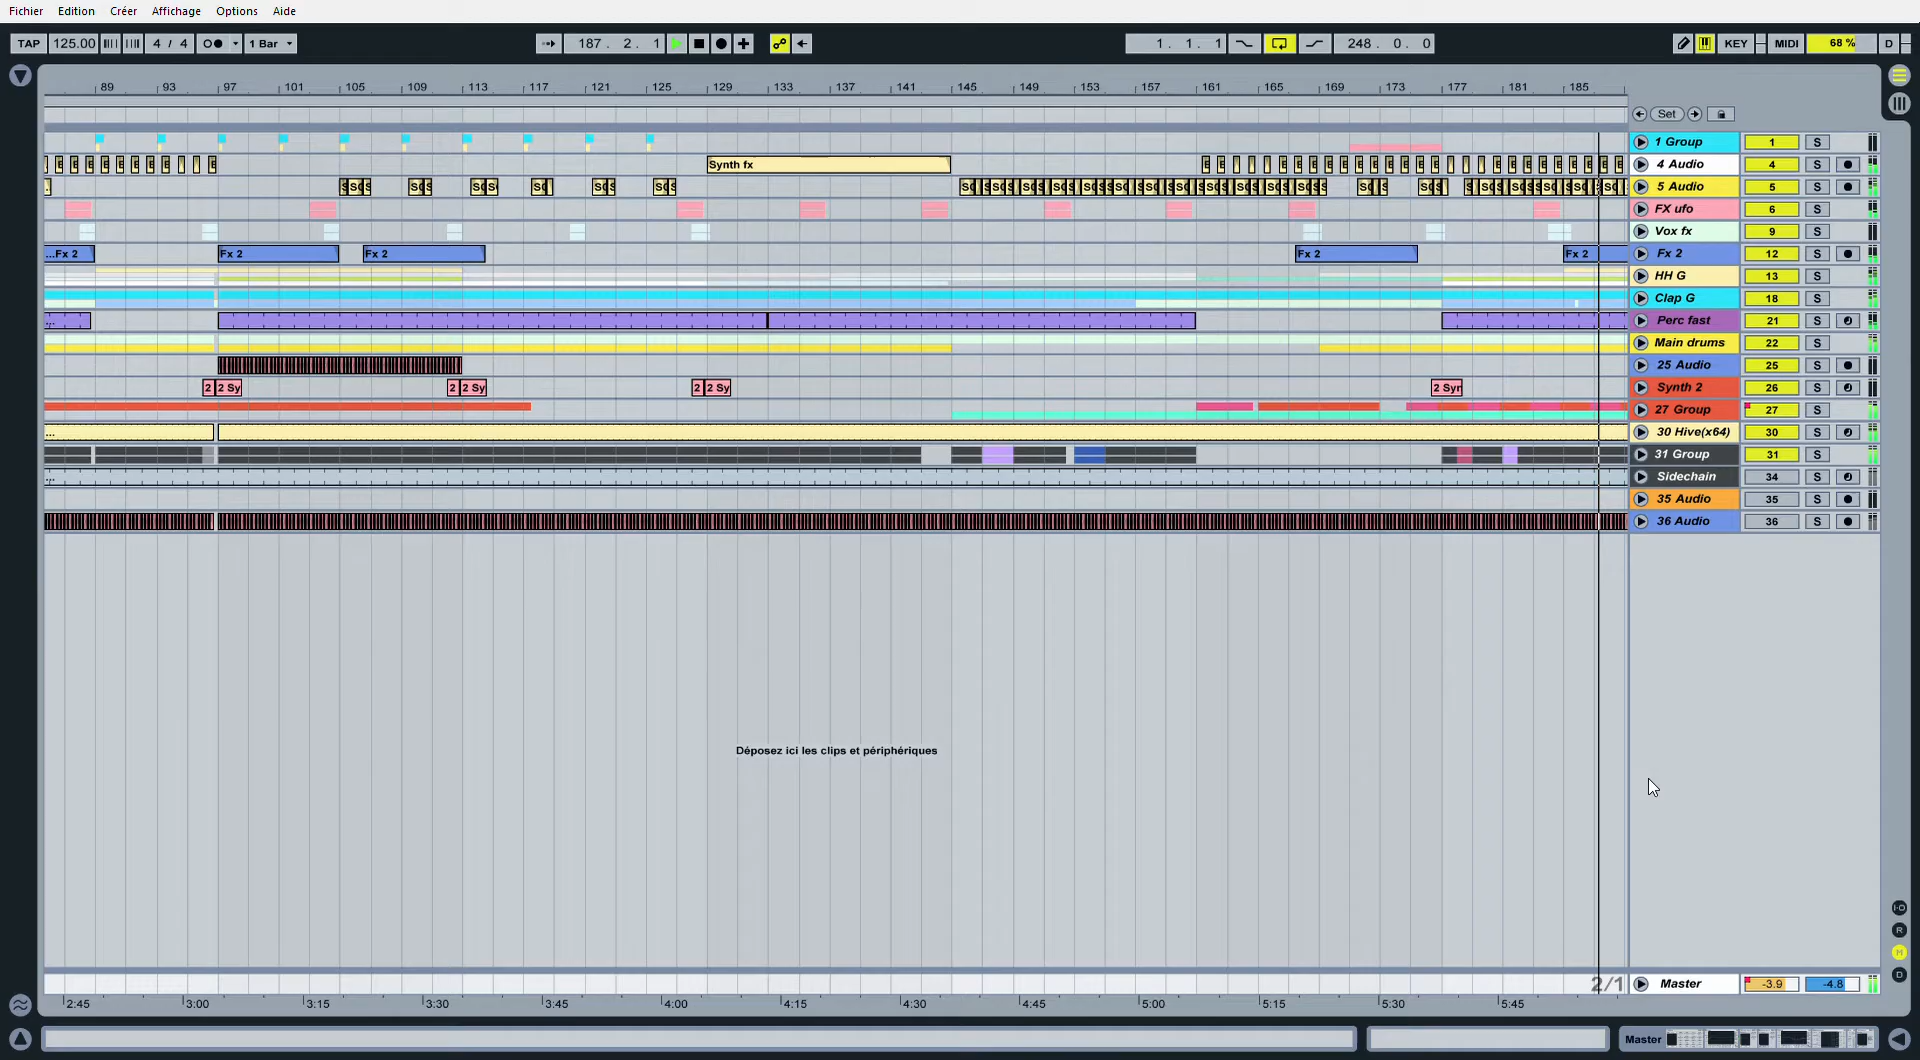 Fichier Edition Créer Affichage Options Aide
TAP 125.00 4 / 4 1 Bar 187. 2. 1 1. 1. 1 248. 0. 0 KEY MIDI 68 % D
89 93 97 101 105 109 113 117 121 125 129 133 137 141 145 149 153 157 161 165 169 173 177 181 185
Set
1 Group 1 S
Synth fx 4 Audio 4 S
5 Audio 5 S
FX ufo 6 S
Vox fx 9 S
...Fx 2 Fx 2 Fx 2 Fx 2 Fx 2 Fx 2 12 S
HH G 13 S
Clap G 18 S
... Perc fast 21 S
Main drums 22 S
25 Audio 25 S
2 2 Sy 2 2 Sy 2 2 Sy 2 Syn Synth 2 26 S
27 Group 27 S
... 30 Hive(x64) 30 S
31 Group 31 S
... Sidechain 34 S
35 Audio 35 S
36 Audio 36 S
Déposez ici les clips et périphériques
I-O
R
M
D
2/1 Master -3.9 -4.8
2:45 3:00 3:15 3:30 3:45 4:00 4:15 4:30 4:45 5:00 5:15 5:30 5:45
Master